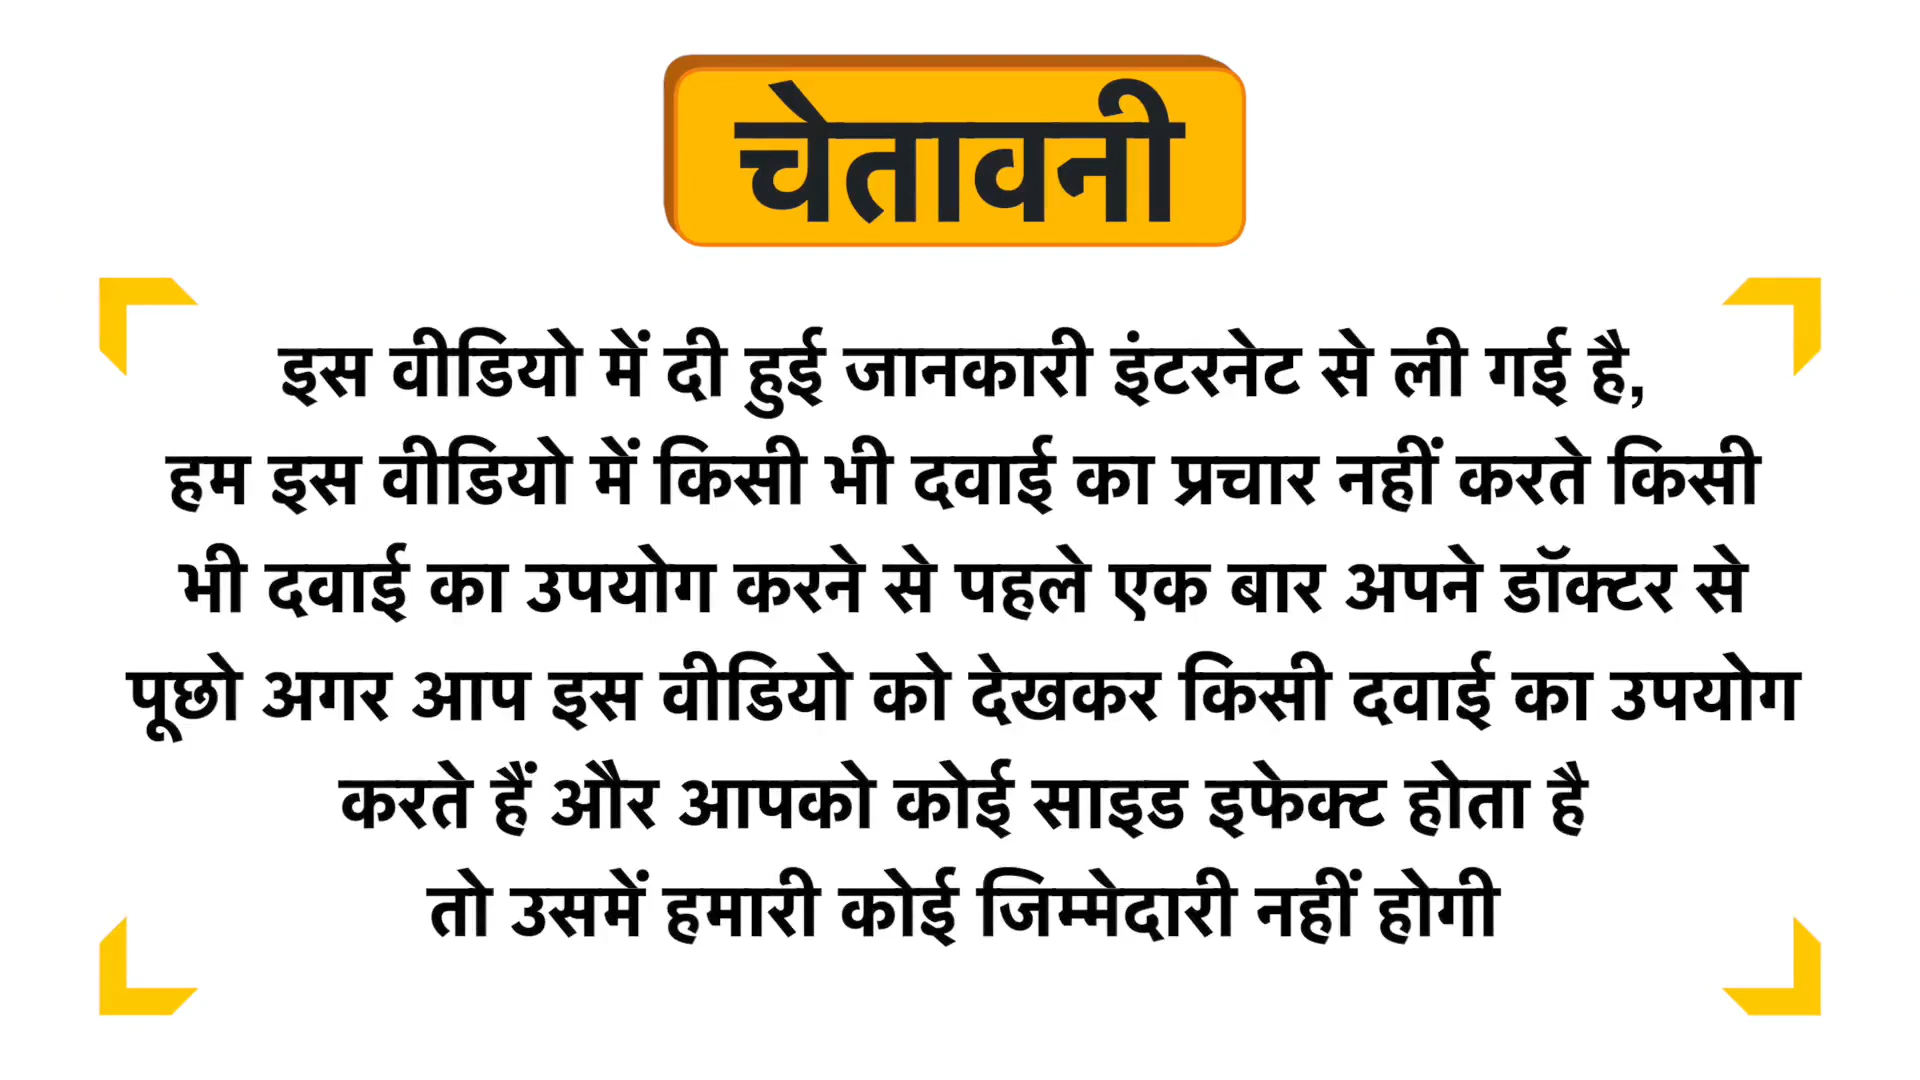 चेतावनी
इस वीडियो में दी हुई जानकारी इंटरनेट से ली गई है,
हम इस वीडियो में किसी भी दवाई का प्रचार नहीं करते किसी
भी दवाई का उपयोग करने से पहले एक बार अपने डॉक्टर से
पूछो अगर आप इस वीडियो को देखकर किसी दवाई का उपयोग
करते हैं और आपको कोई साइड इफेक्ट होता है
तो उसमें हमारी कोई जिम्मेदारी नहीं होगी